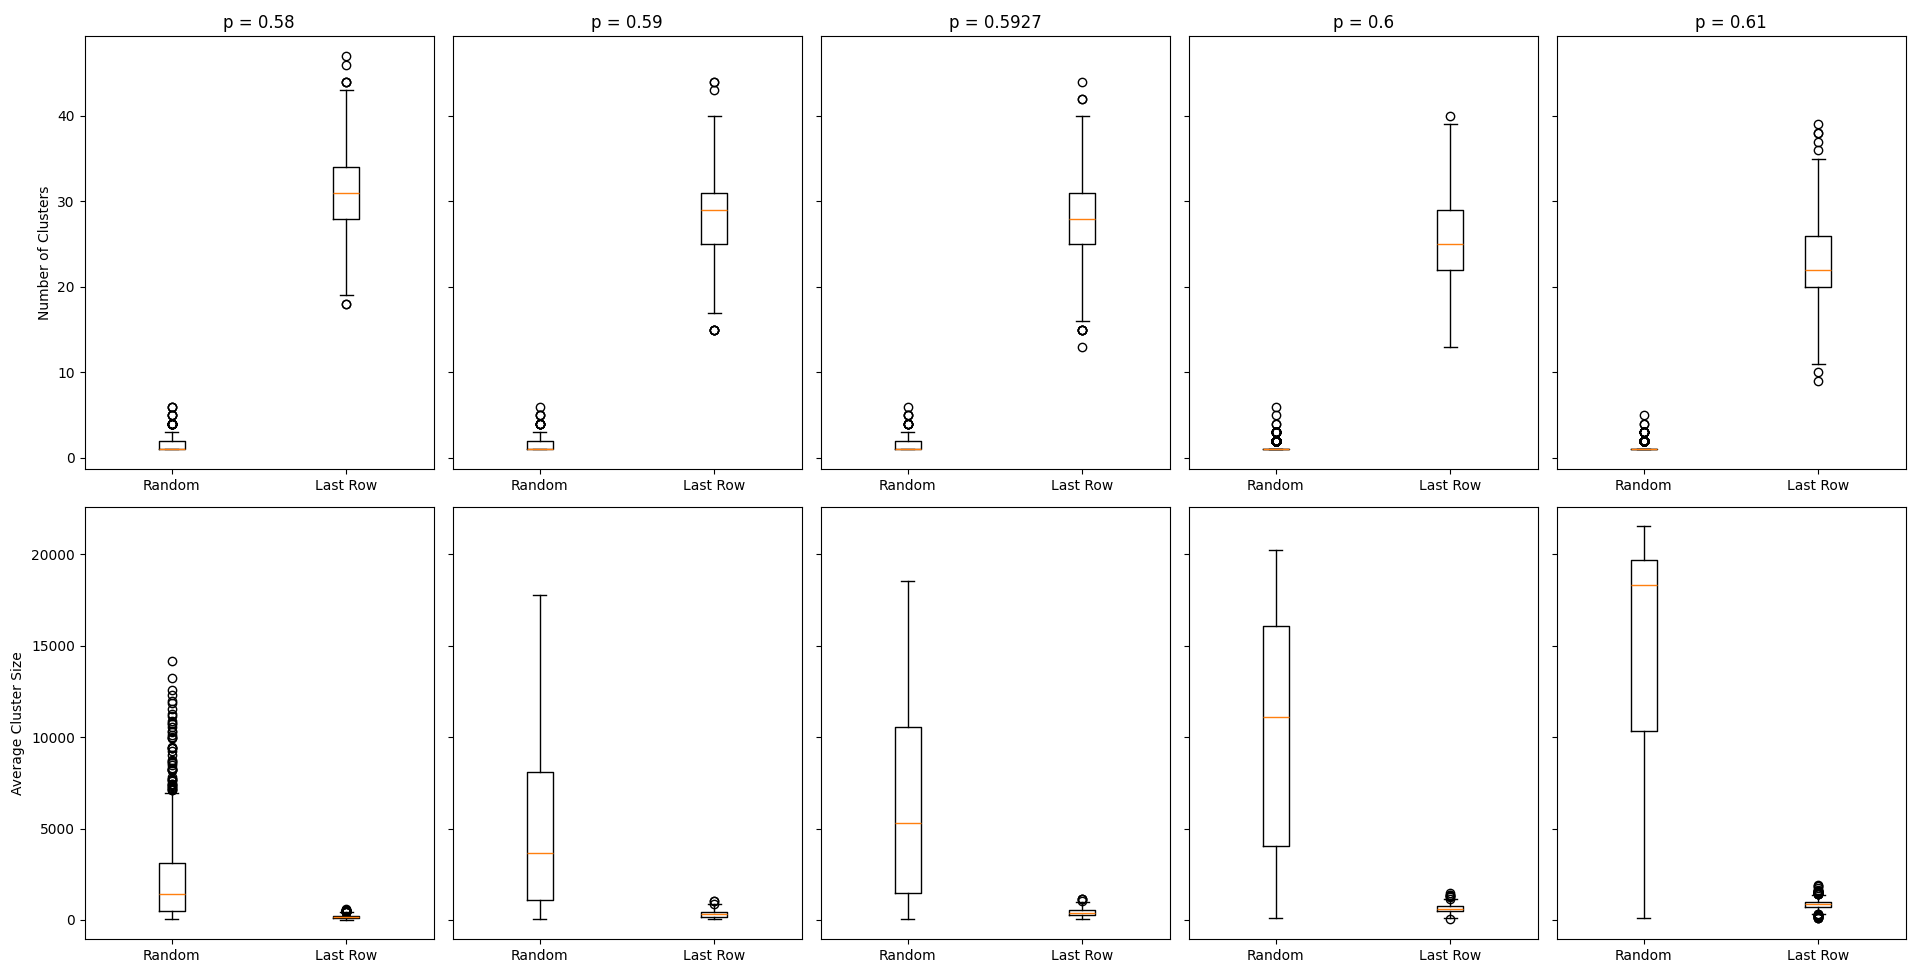 p = 0.58 p = 0.59 p = 0.5927 p = 0.6 p = 0.61
Number of Clusters
40
30
20
10
0
Random Last Row Random Last Row Random Last Row Random Last Row Random Last Row
Average Cluster Size
20000
15000
10000
5000
0
Random Last Row Random Last Row Random Last Row Random Last Row Random Last Row